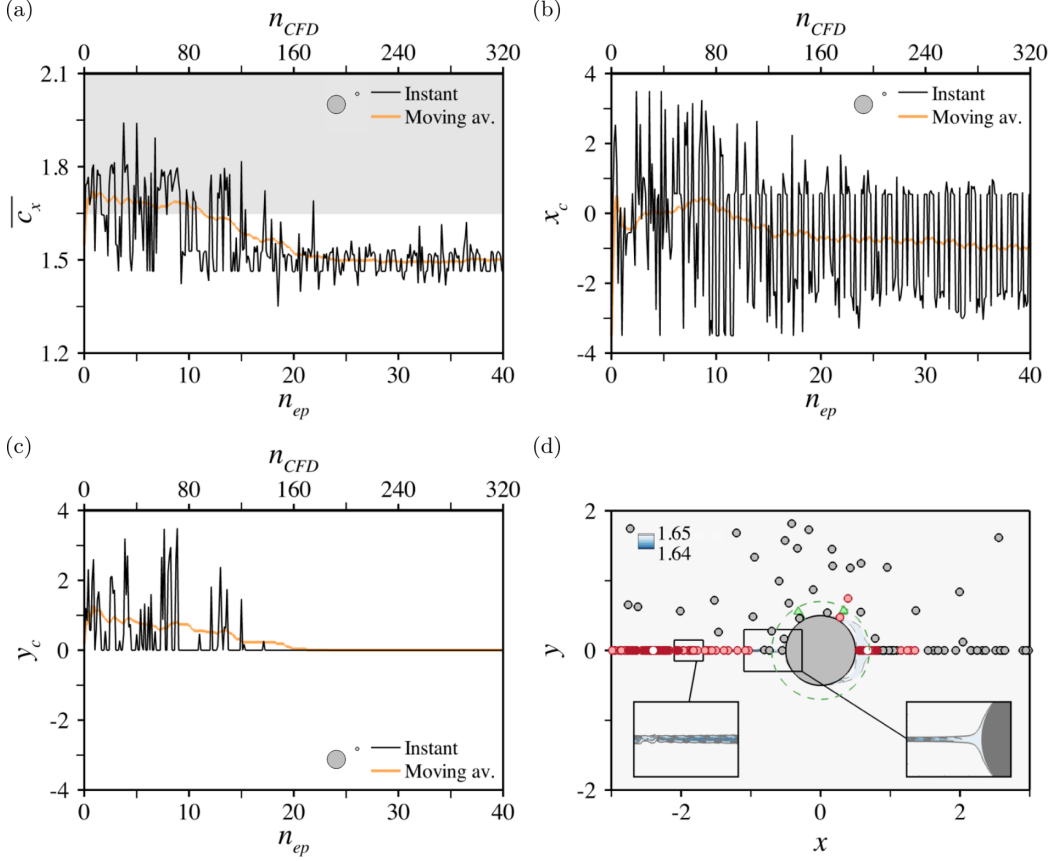 (a)
n_CFD
0 80 160 240 320
2.1
1.8
1.5
1.2
c_x
Instant
Moving av.
0 10 20 30 40
n_ep
(b)
n_CFD
0 80 160 240 320
4
2
0
-2
-4
x_c
Instant
Moving av.
0 10 20 30 40
n_ep
(c)
n_CFD
0 80 160 240 320
4
2
0
-2
-4
y_c
Instant
Moving av.
0 10 20 30 40
n_ep
(d)
2
0
-2
y
1.65
1.64
-2 0 2
x